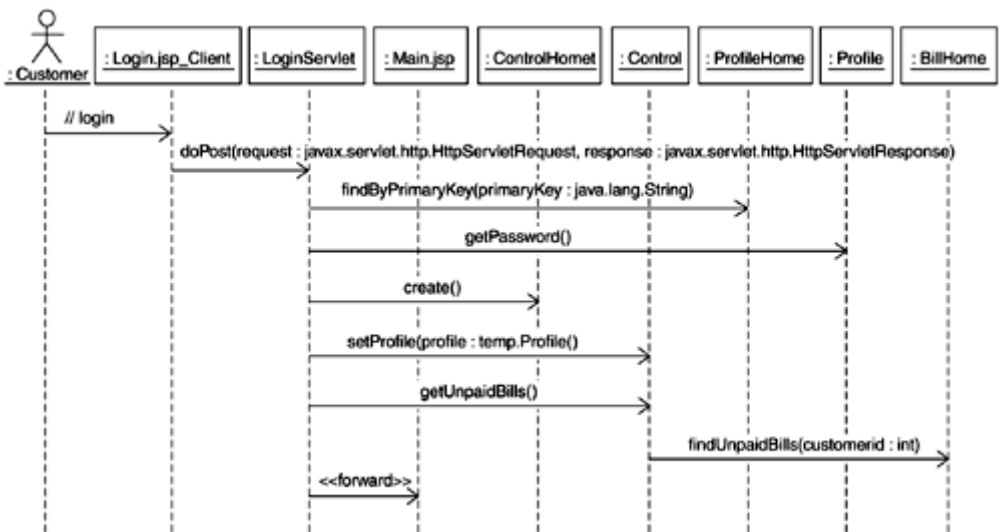 : Customer
: Login.jsp_Client
: LoginServlet
: Main.jsp
: ControlHomet
: Control
: ProfileHome
: Profile
: BillHome
// login
doPost(request : javax.servlet.http.HttpServletRequest, response : javax.servlet.http.HttpServletResponse)
findByPrimaryKey(primaryKey : java.lang.String)
getPassword()
create()
setProfile(profile : temp.Profile()
getUnpaidBills()
findUnpaidBills(customerid : int)
<<forward>>